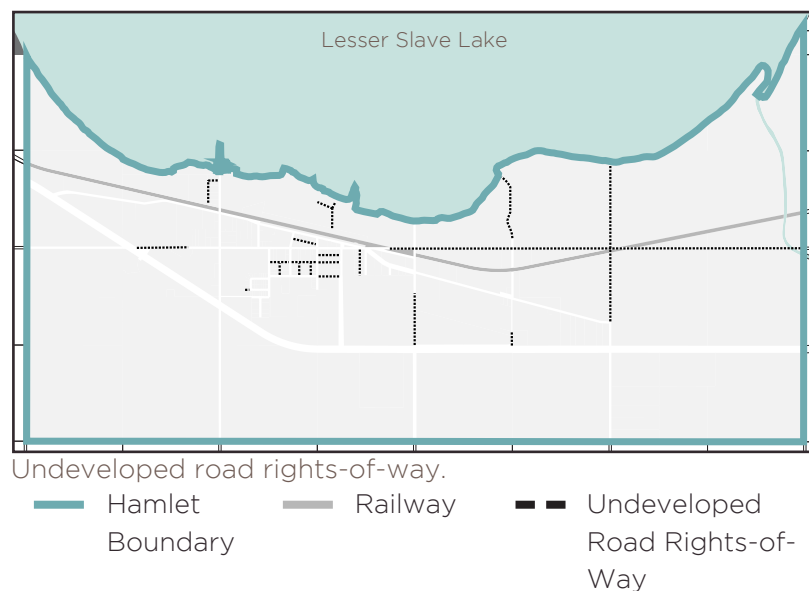 Lesser Slave Lake
Undeveloped road rights-of-way.
Hamlet
Boundary
Railway
Undeveloped
Road Rights-of-
Way